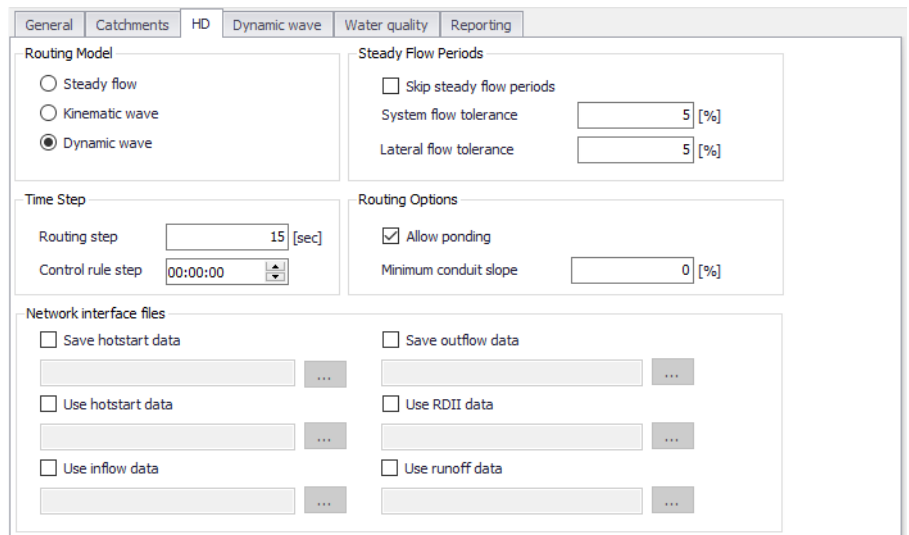 General Catchments HD Dynamic wave Water quality Reporting
Routing Model
Steady flow
Kinematic wave
Dynamic wave
Steady Flow Periods
Skip steady flow periods
System flow tolerance 5 [%]
Lateral flow tolerance 5 [%]
Time Step
Routing step 15 [sec]
Control rule step 00:00:00
Routing Options
Allow ponding
Minimum conduit slope 0 [%]
Network interface files
Save hotstart data
...
Save outflow data
...
Use hotstart data
...
Use RDII data
...
Use inflow data
...
Use runoff data
...